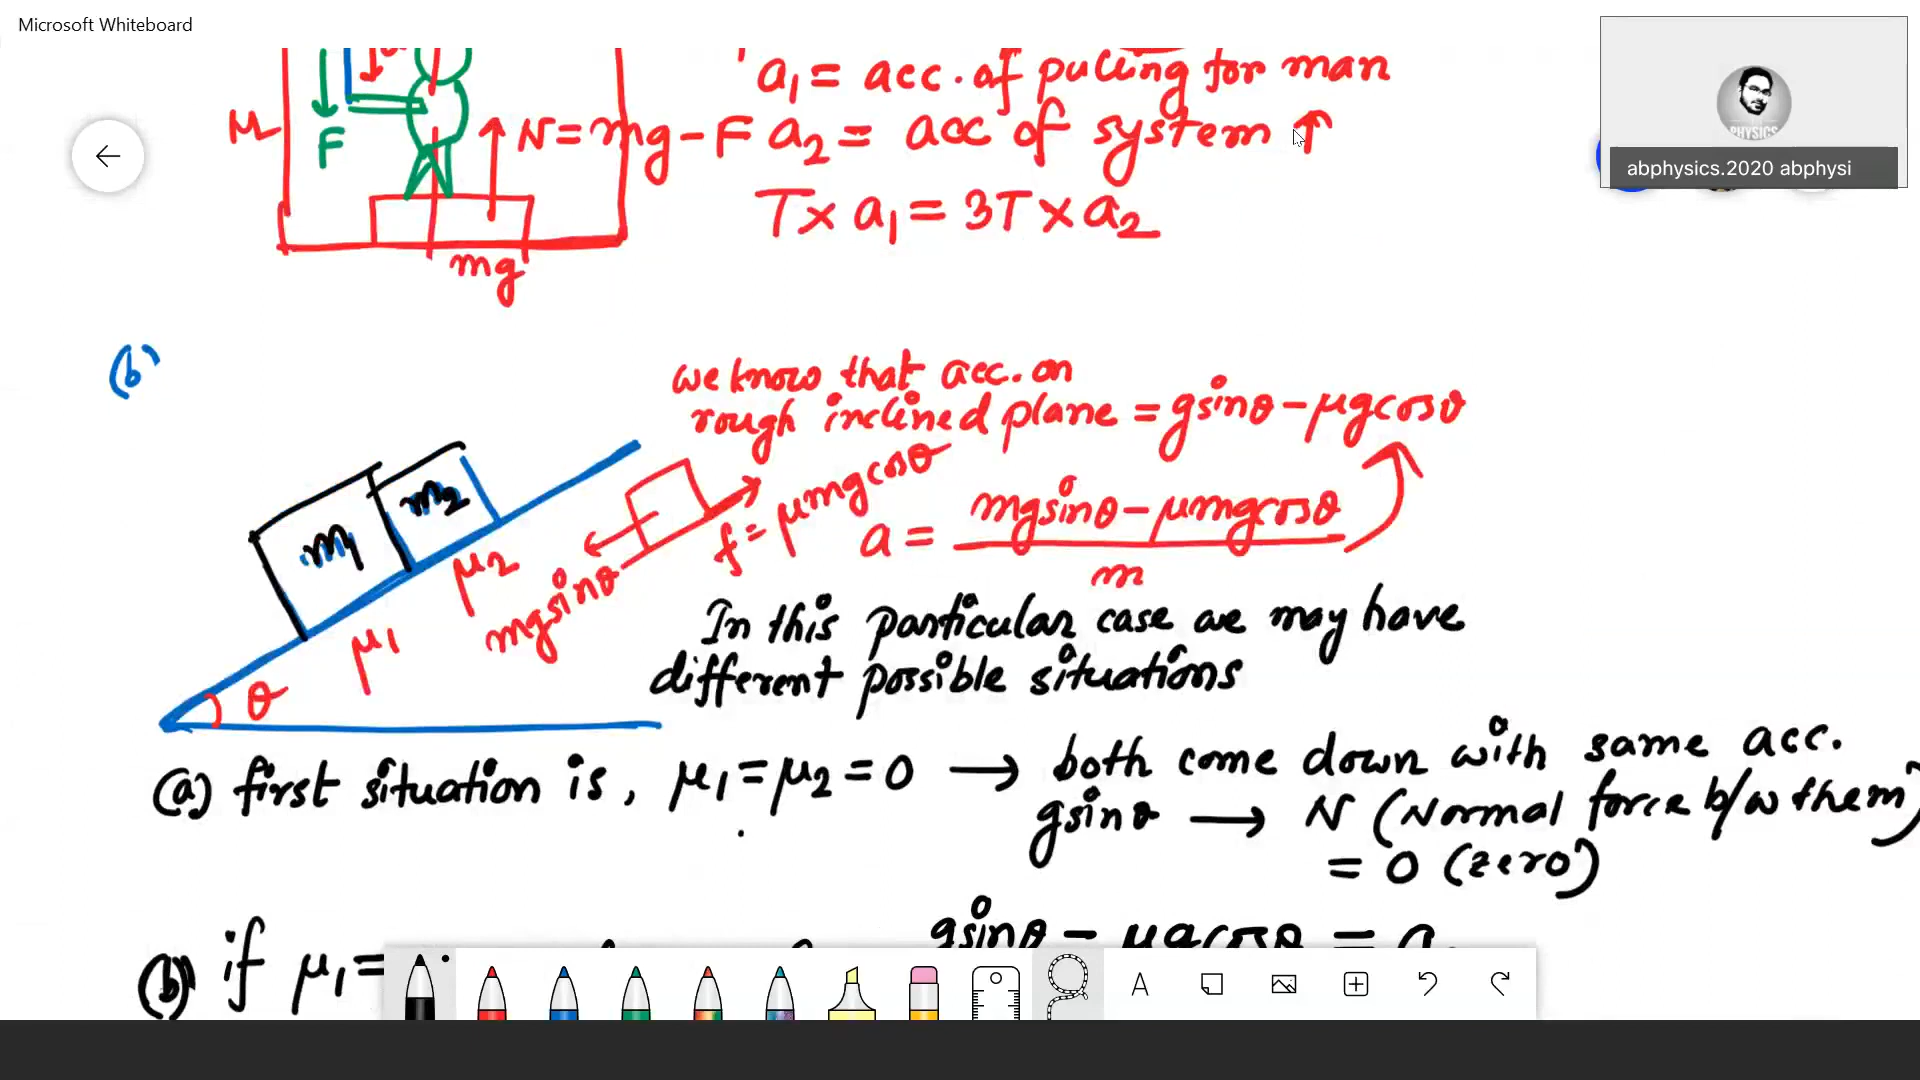 Microsoft Whiteboard
a₁ = acc. of pulling for man
M
F
N = mg - F
a₂ = acc of system ↑
T × a₁ = 3T × a₂
mg
PHYSICS
abphysics.2020 abphysi
(b)
we know that acc. on
rough inclined plane = gsinθ - μgcosθ
m₁
m₂
μ₂
μ₁
θ
mgsinθ
f = μmgcosθ
a = mgsinθ - μmgcosθ
m
In this particular case we may have
different possible situations
(a) first situation is, μ₁ = μ₂ = 0 → both come down with same acc.
gsinθ → N (Normal force b/w them)
= 0 (zero)
(b) if μ₁ =
gsinθ - μgcosθ = a
A